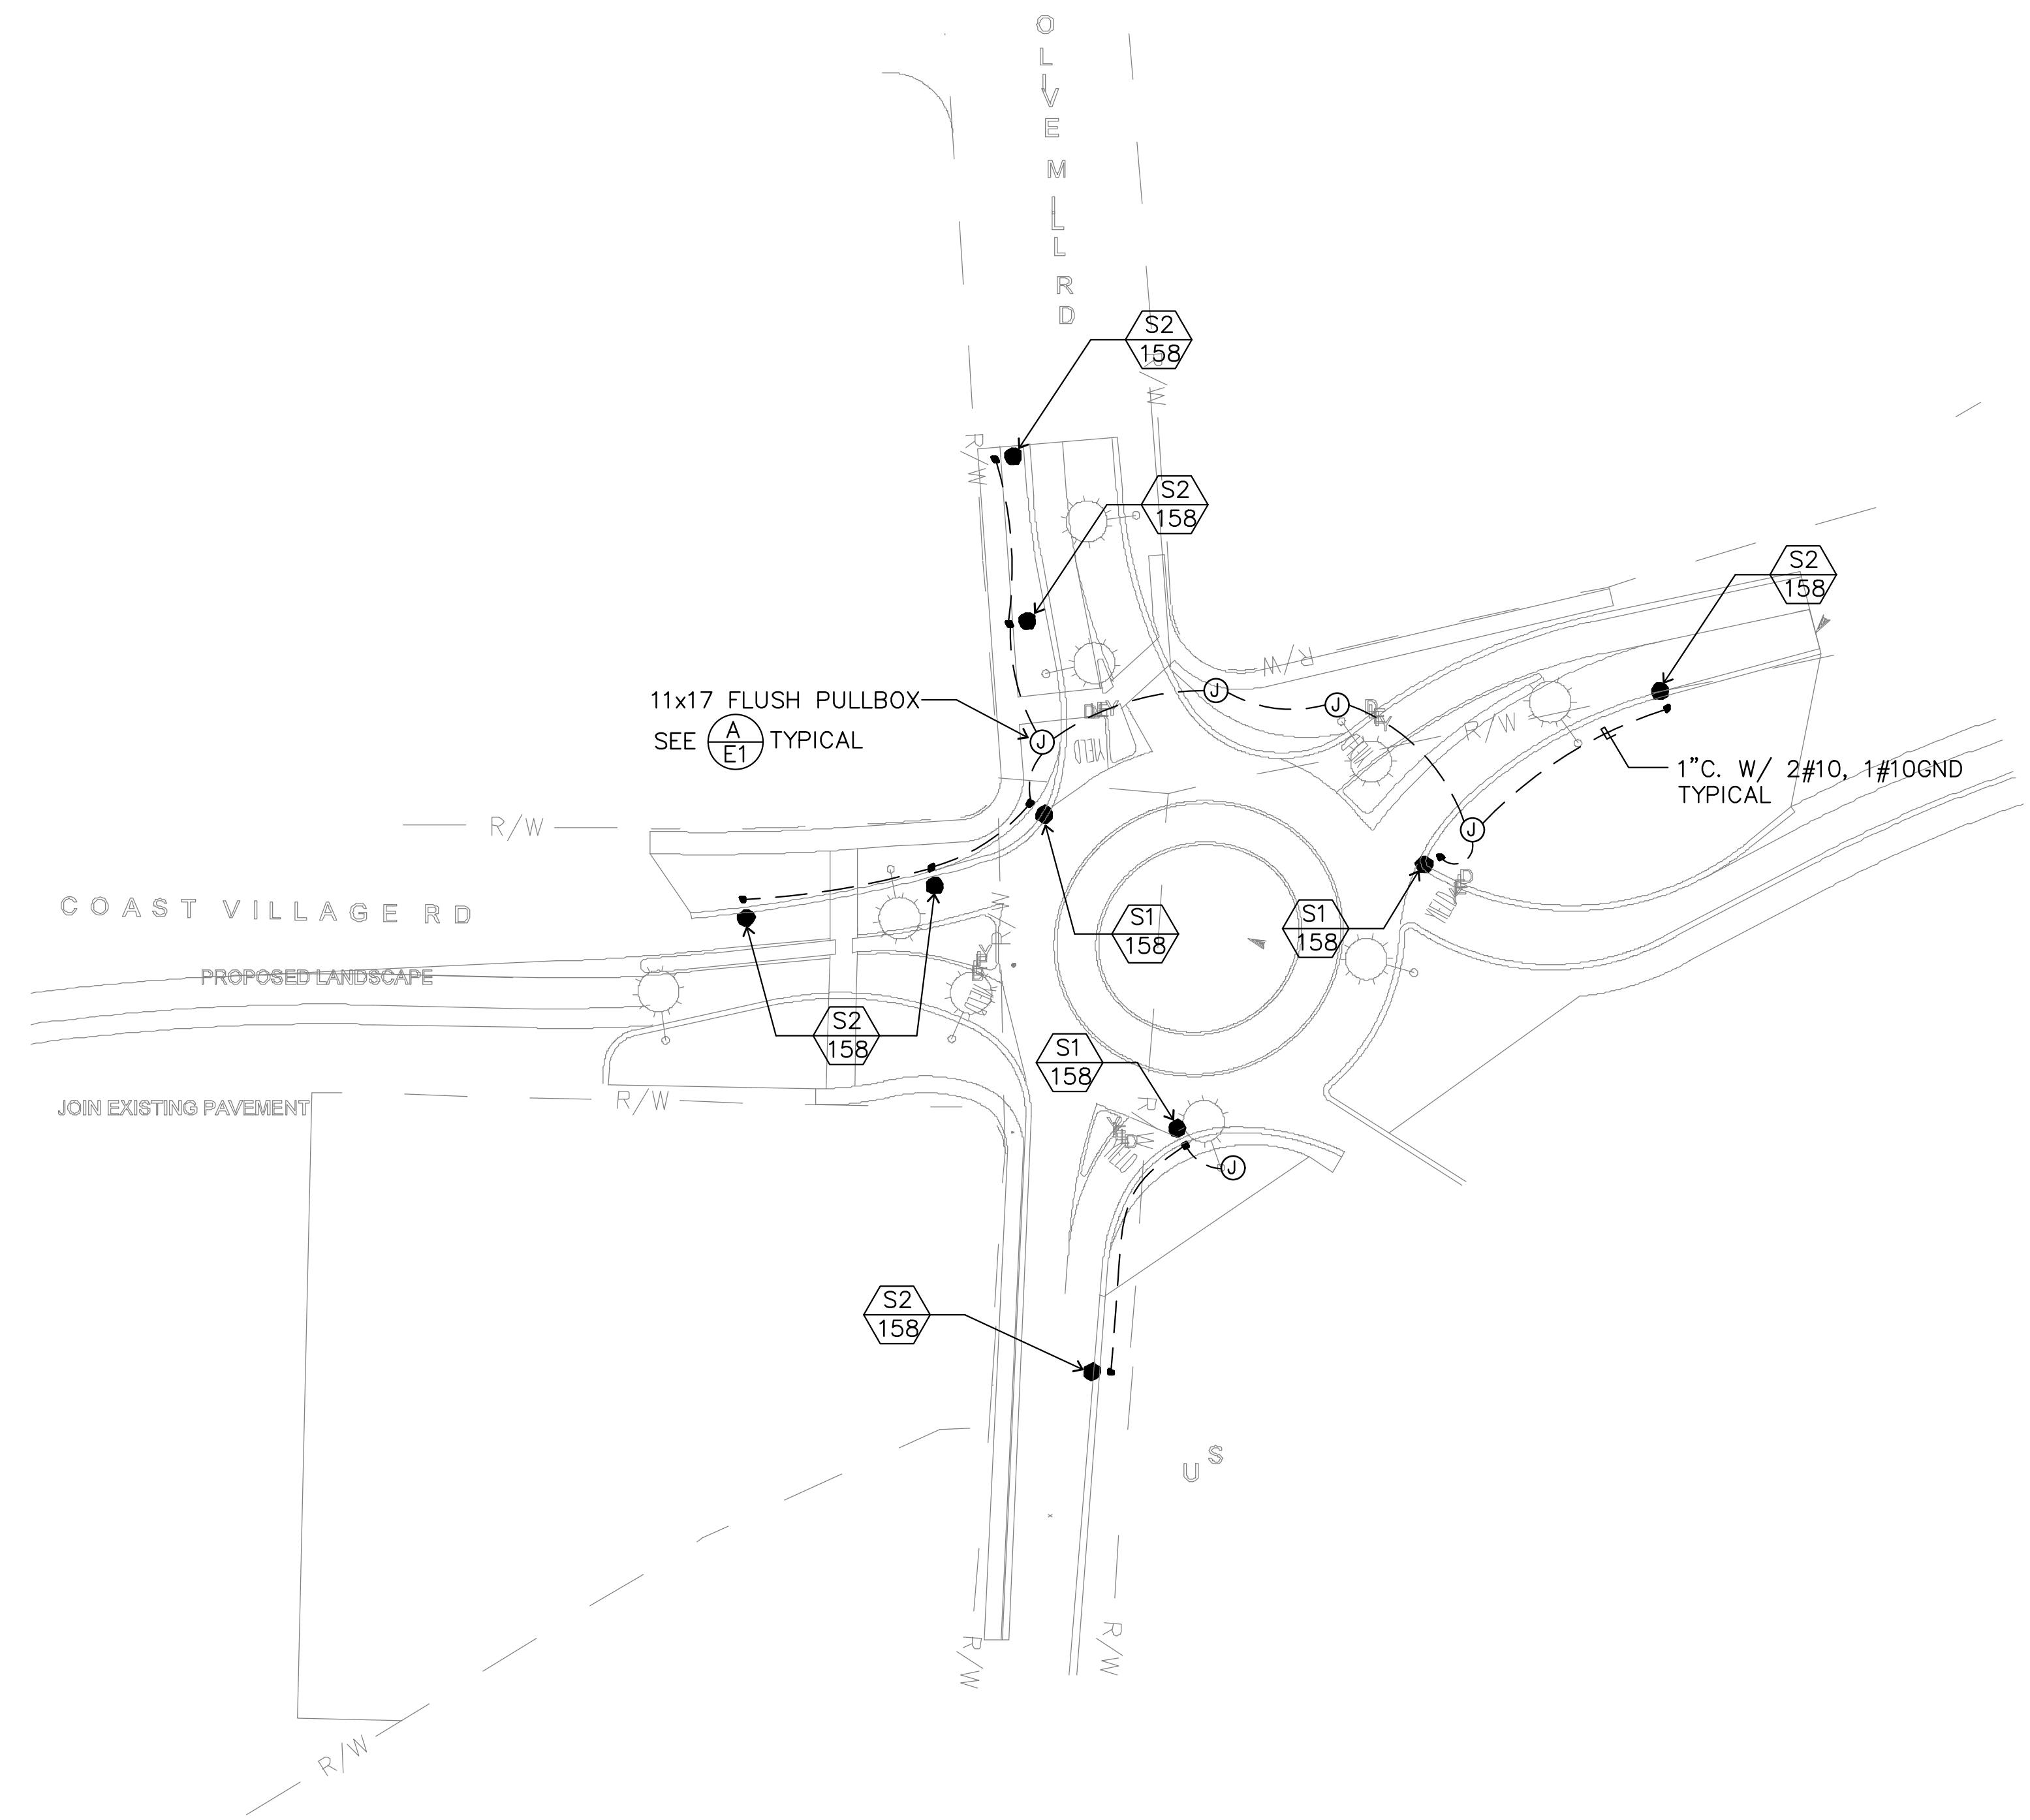 OLIVE MILL RD
S2
158
R/W
R/W
S2
158
S2
158
R/W
11x17 FLUSH PULLBOX
SEE A
E1 TYPICAL
J
J
J
R/W
YIELD
1"C. W/ 2#10, 1#10GND
TYPICAL
J
R/W
COAST VILLAGE RD
S1
158
S1
158
PROPOSED LANDSCAPE
S2
158
S1
158
JOIN EXISTING PAVEMENT
R/W
J
S2
158
US
R/W
R/W
R/W